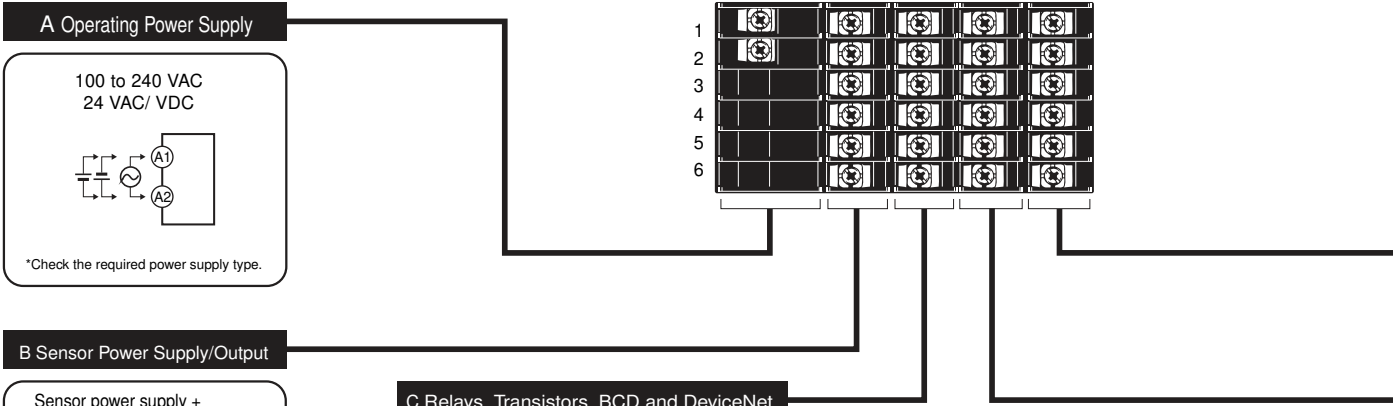 A Operating Power Supply
100 to 240 VAC
24 VAC/ VDC
A1
A2
*Check the required power supply type.
1
2
3
4
5
6
B Sensor Power Supply/Output
Sensor power supply +
C Relays, Transistors, BCD and DeviceNet